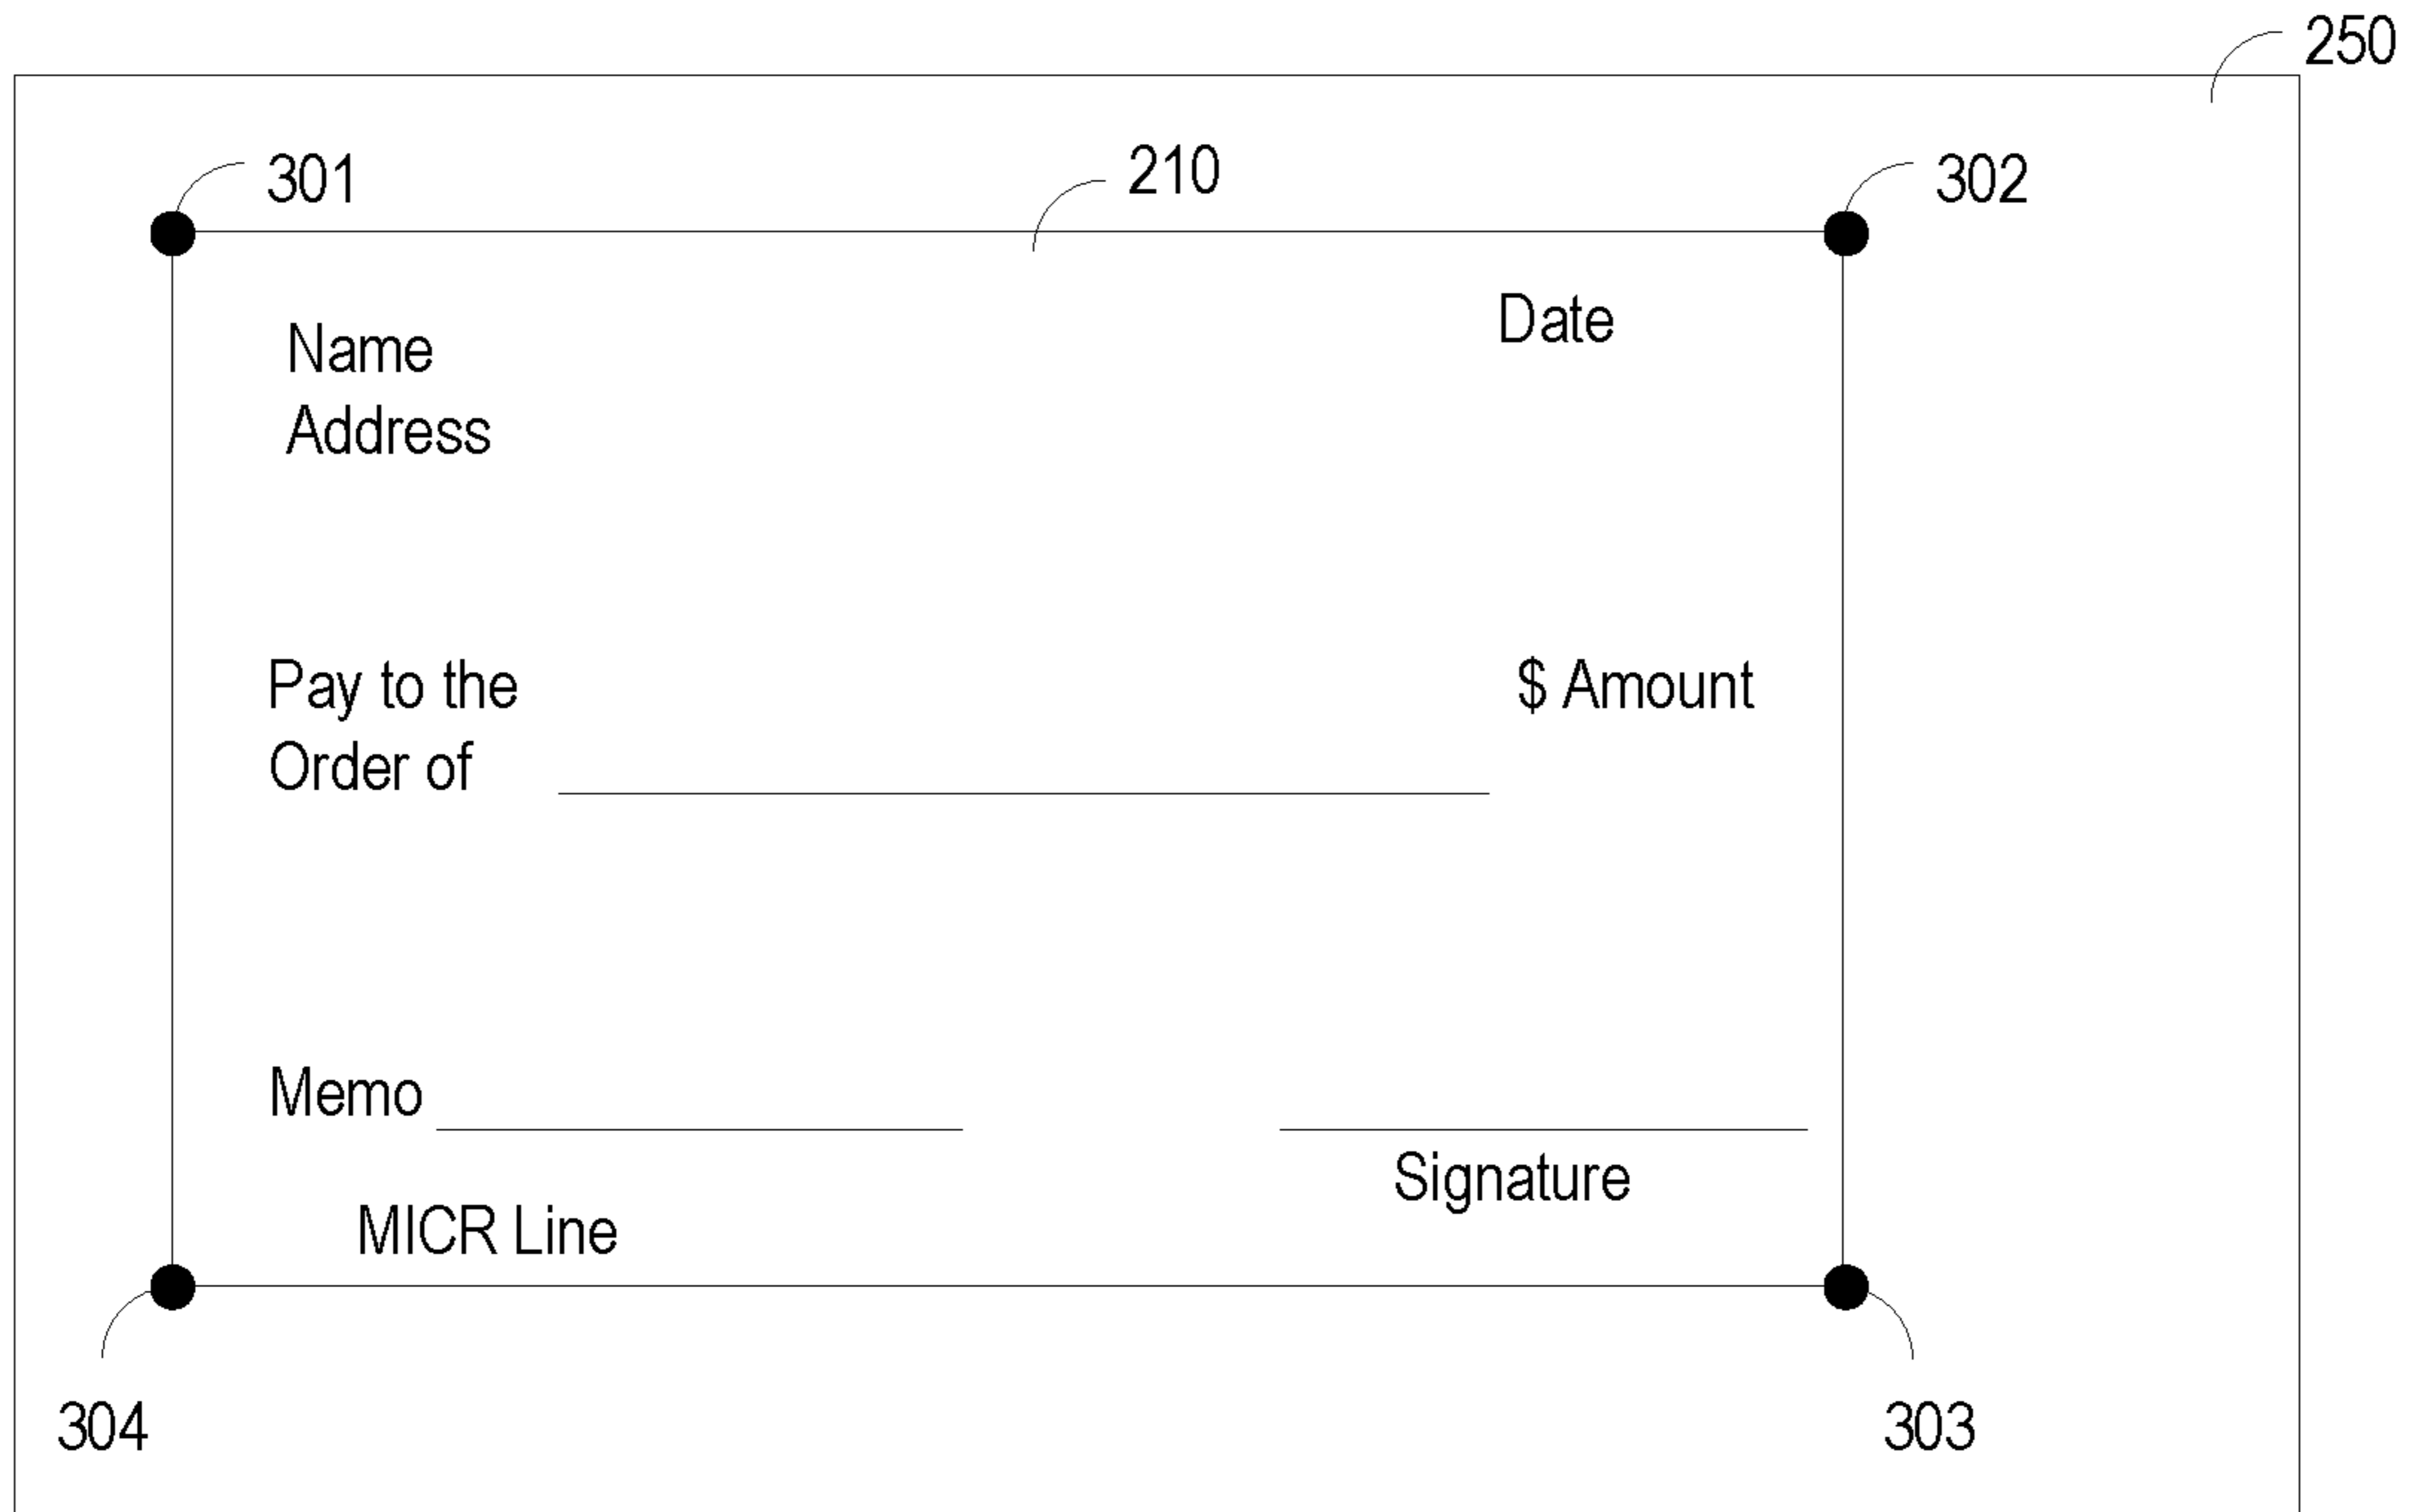 250
301
210
302
Date
Name
Address
Pay to the
$ Amount
Order of
Memo
Signature
MICR Line
304
303